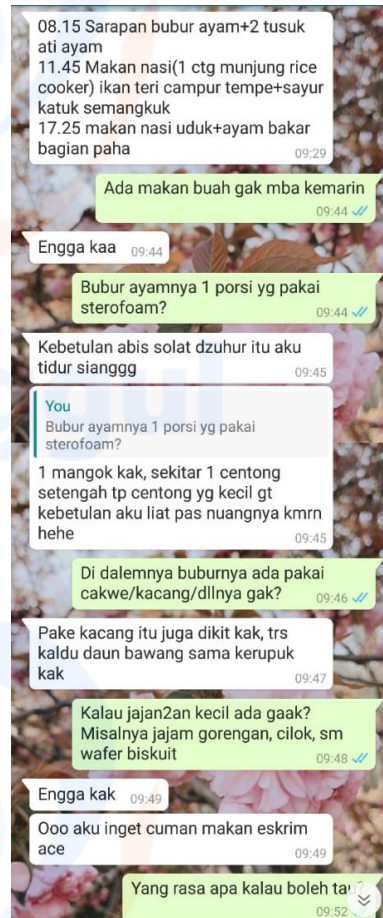 08.15 Sarapan bubur ayam+2 tusuk
ati ayam
11.45 Makan nasi(1 ctg munjung rice
cooker) ikan teri campur tempe+sayur
katuk semangkuk
17.25 makan nasi uduk+ayam bakar
bagian paha
09:29
Ada makan buah gak mba kemarin
09:44
Engga kaa 09:44
Bubur ayamnya 1 porsi yg pakai
sterofoam?
09:44
Kebetulan abis solat dzuhur itu aku
tidur sianggg
09:45
You
Bubur ayamnya 1 porsi yg pakai
sterofoam?
1 mangok kak, sekitar 1 centong
setengah tp centong yg kecil gt
kebetulan aku liat pas nuangnya kmrn
hehe
09:45
Di dalemnya buburnya ada pakai
cakwe/kacang/dllnya gak? 09:46
Pake kacang itu juga dikit kak, trs
kaldu daun bawang sama kerupuk
kak
09:47
Kalau jajan2an kecil ada gaak?
Misalnya jajam gorengan, cilok, sm
wafer biskuit
09:48
Engga kak 09:49
Ooo aku inget cuman makan eskrim
ace
09:49
Yang rasa apa kalau boleh tau?
09:52